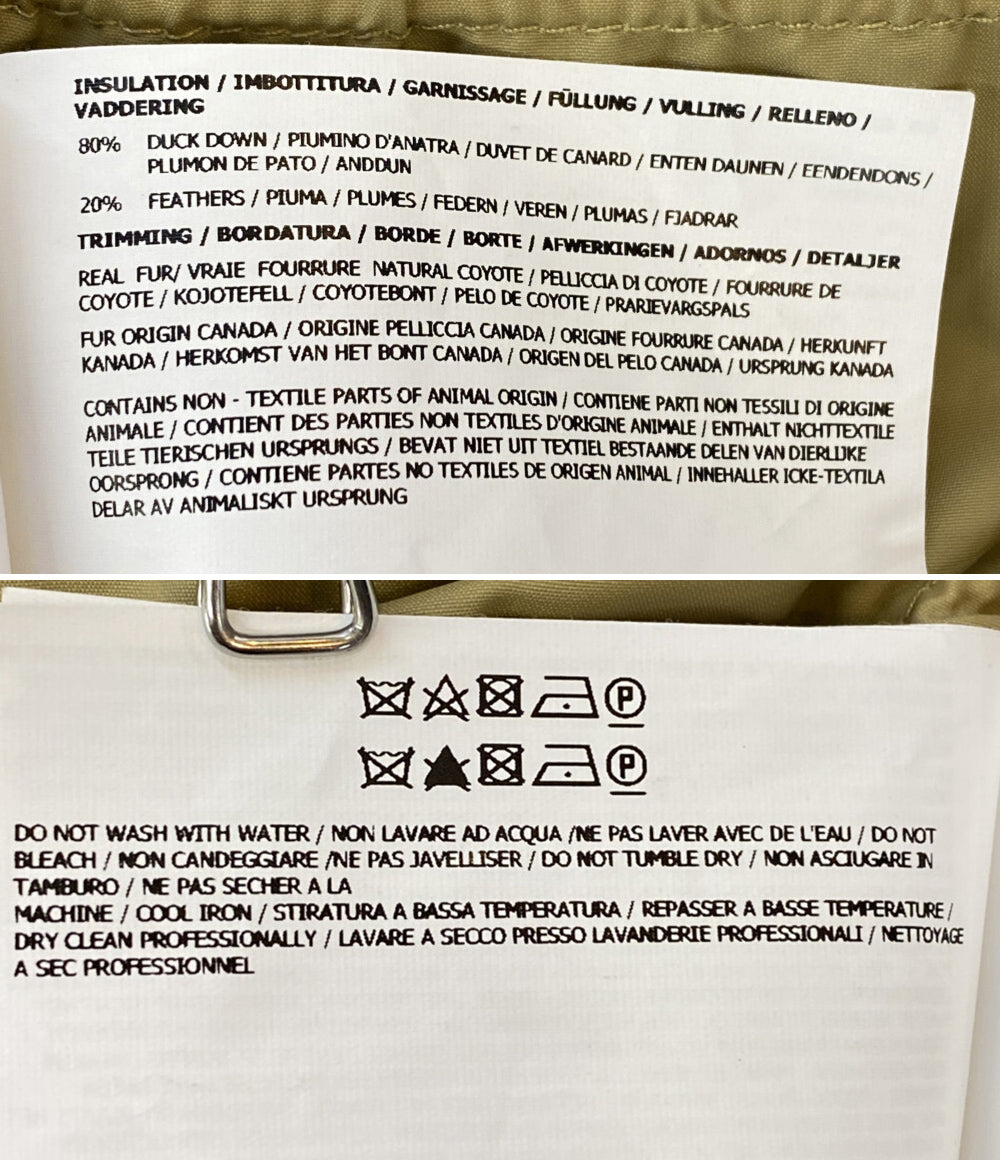 INSULATION / IMBOTTITURA / GARNISSAGE / FÜLLUNG / VULLING / RELLENO /
VADDERING
80% DUCK DOWN / PIUMINO D'ANATRA / DUVET DE CANARD / ENTEN DAUNEN / EENDENDONS /
PLUMON DE PATO / ANDDUN
20% FEATHERS / PIUMA / PLUMES / FEDERN / VEREN / PLUMAS / FJADRAR
TRIMMING / BORDATURA / BORDE / BORTE / AFWERKINGEN / ADORNOS / DETALJER
REAL FUR/ VRAIE FOURRURE NATURAL COYOTE / PELLICCIA DI COYOTE / FOURRURE DE
COYOTE / KOJOTEFELL / COYOTEBONT / PELO DE COYOTE / PRARIEVARGSPALS
FUR ORIGIN CANADA / ORIGINE PELLICCIA CANADA / ORIGINE FOURRURE CANADA / HERKUNFT
KANADA / HERKOMST VAN HET BONT CANADA / ORIGEN DEL PELO CANADA / URSPRUNG KANADA
CONTAINS NON - TEXTILE PARTS OF ANIMAL ORIGIN / CONTIENE PARTI NON TESSILI DI ORIGINE
ANIMALE / CONTIENT DES PARTIES NON TEXTILES D'ORIGINE ANIMALE / ENTHALT NICHTTEXTILE
TEILE TIERISCHEN URSPRUNGS / BEVAT NIET UIT TEXTIEL BESTAANDE DELEN VAN DIERLIJKE
OORSPRONG / CONTIENE PARTES NO TEXTILES DE ORIGEN ANIMAL / INNEHALLER ICKE-TEXTILA
DELAR AV ANIMALISKT URSPRUNG
P
P
DO NOT WASH WITH WATER / NON LAVARE AD ACQUA /NE PAS LAVER AVEC DE L'EAU / DO NOT
BLEACH / NON CANDEGGIARE /NE PAS JAVELLISER / DO NOT TUMBLE DRY / NON ASCIUGARE IN
TAMBURO / NE PAS SECHER A LA
MACHINE / COOL IRON / STIRATURA A BASSA TEMPERATURA / REPASSER A BASSE TEMPERATURE /
DRY CLEAN PROFESSIONALLY / LAVARE A SECCO PRESSO LAVANDERIE PROFESSIONALI / NETTOYAGE
A SEC PROFESSIONNEL